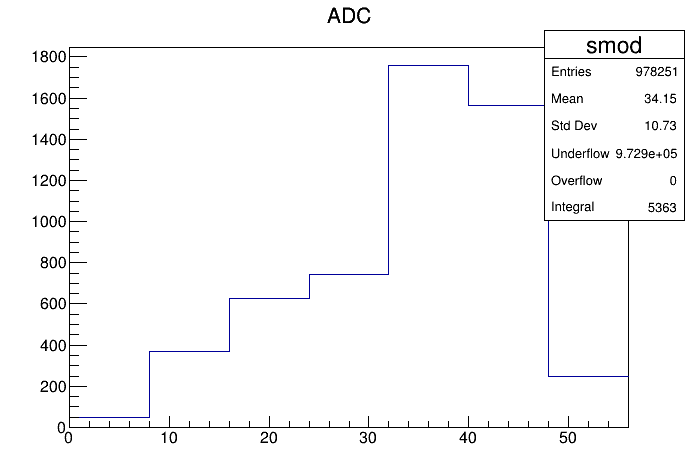 ADC
smod
Entries 978251
Mean 34.15
Std Dev 10.73
Underflow 9.729e+05
Overflow 0
Integral 5363
1800
1600
1400
1200
1000
800
600
400
200
0
0 10 20 30 40 50